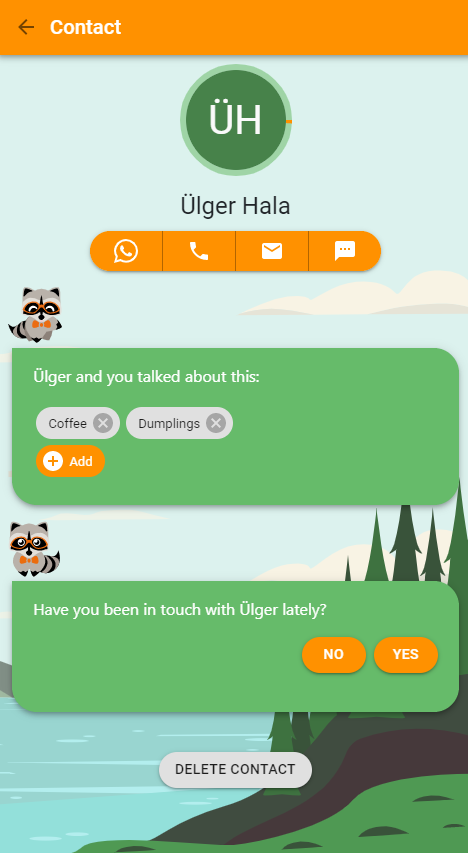 Contact
ÜH
Ülger Hala
Ülger and you talked about this:
Coffee Dumplings
Add
Have you been in touch with Ülger lately?
NO YES
DELETE CONTACT